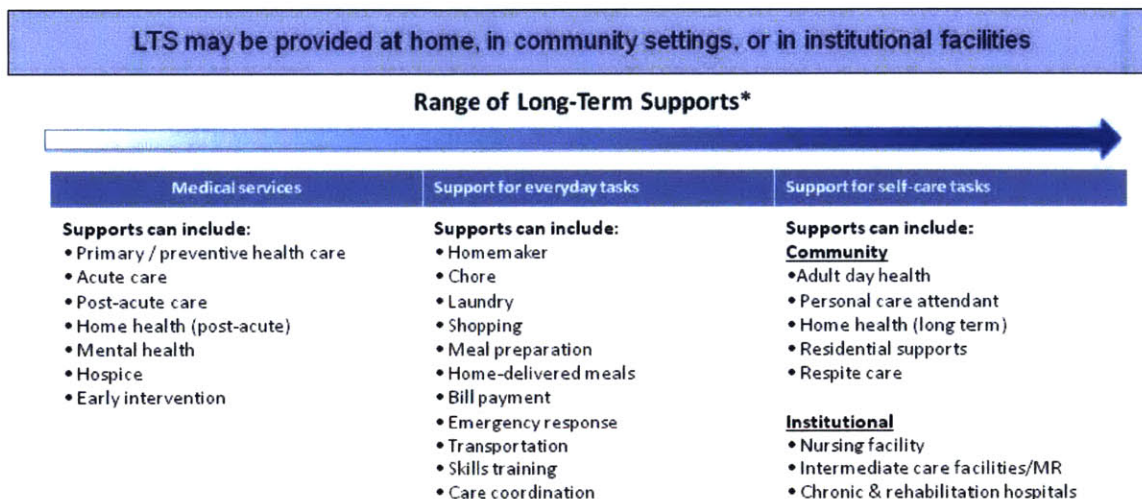 LTS may be provided at home, in community settings, or in institutional facilities
Range of Long-Term Supports*
Medical services
Supports can include:
• Primary / preventive health care
• Acute care
• Post-acute care
• Home health (post-acute)
• Mental health
• Hospice
• Early intervention
Support for everyday tasks
Supports can include:
• Homemaker
• Chore
• Laundry
• Shopping
• Meal preparation
• Home-delivered meals
• Bill payment
• Emergency response
• Transportation
• Skills training
• Care coordination
Support for self-care tasks
Supports can include:
Community
• Adult day health
• Personal care attendant
• Home health (long term)
• Residential supports
• Respite care
Institutional
• Nursing facility
• Intermediate care facilities/MR
• Chronic & rehabilitation hospitals